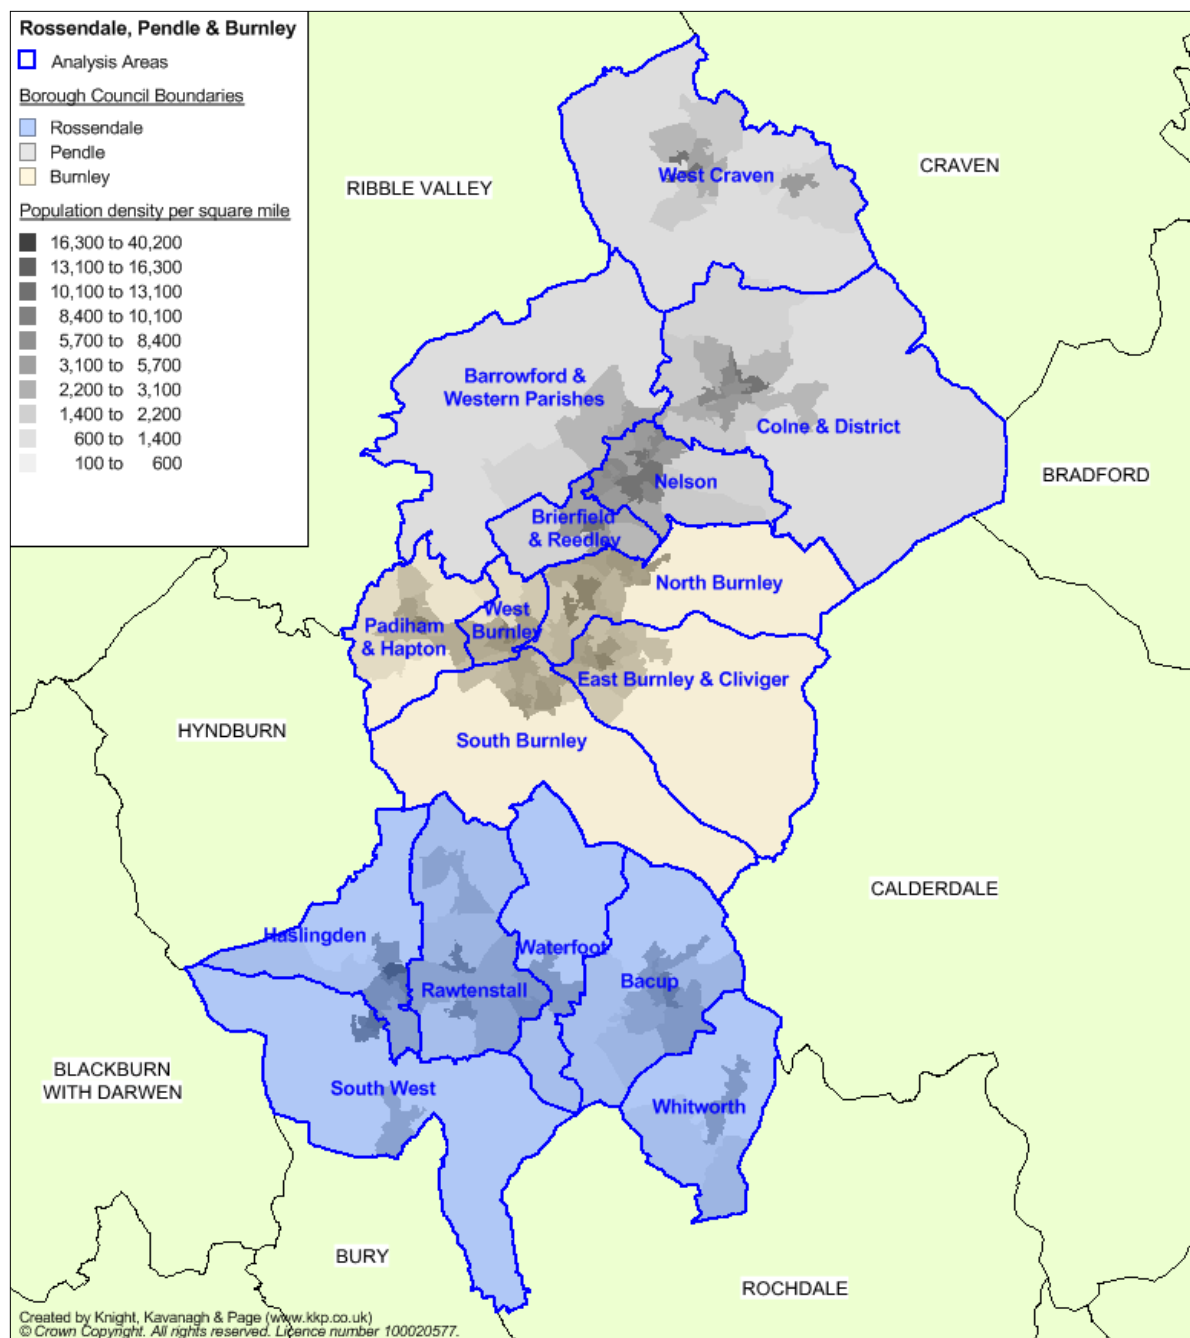 Rossendale, Pendle & Burnley
Analysis Areas
Borough Council Boundaries
Rossendale
Pendle
Burnley
Population density per square mile
16,300 to 40,200
13,100 to 16,300
10,100 to 13,100
8,400 to 10,100
5,700 to 8,400
3,100 to 5,700
2,200 to 3,100
1,400 to 2,200
600 to 1,400
100 to 600
CRAVEN
West Craven
RIBBLE VALLEY
Barrowford &
Western Parishes
Colne & District
BRADFORD
Nelson
Brierfield
& Reedley
North Burnley
West
Burnley
Padiham
& Hapton
East Burnley & Cliviger
HYNDBURN
South Burnley
CALDERDALE
Haslingden
Waterfoot
Rawtenstall
Bacup
BLACKBURN
WITH DARWEN
South West
Whitworth
BURY
ROCHDALE
Created by Knight, Kavanagh & Page (www.kkp.co.uk)
© Crown Copyright. All rights reserved. Licence number 100020577.